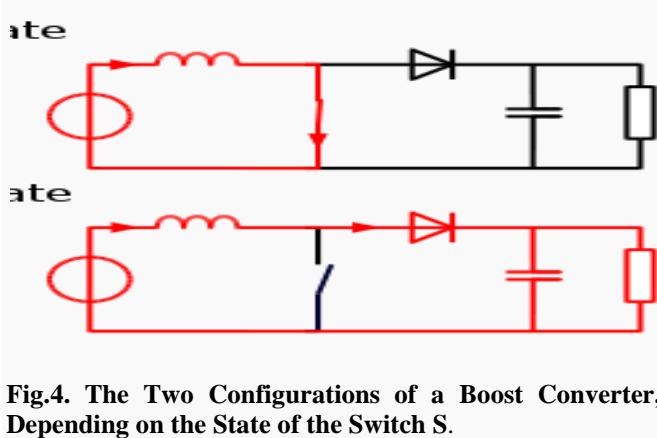 ate
ate
Fig.4. The Two Configurations of a Boost Converter,
Depending on the State of the Switch S.